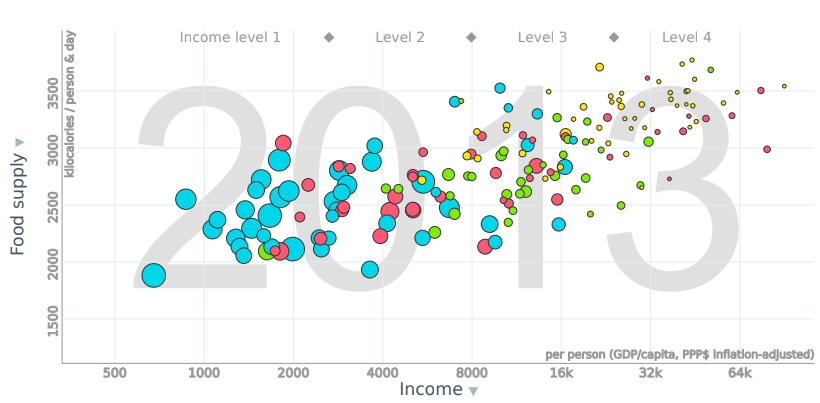 Income level 1 ◆ Level 2 ◆ Level 3 ◆ Level 4
kilocalories / person & day
Food supply ▼
3500
3000
2500
2000
1500
2013
per person (GDP/capita, PPP$ inflation-adjusted)
500 1000 2000 4000 8000 16k 32k 64k
Income ▼